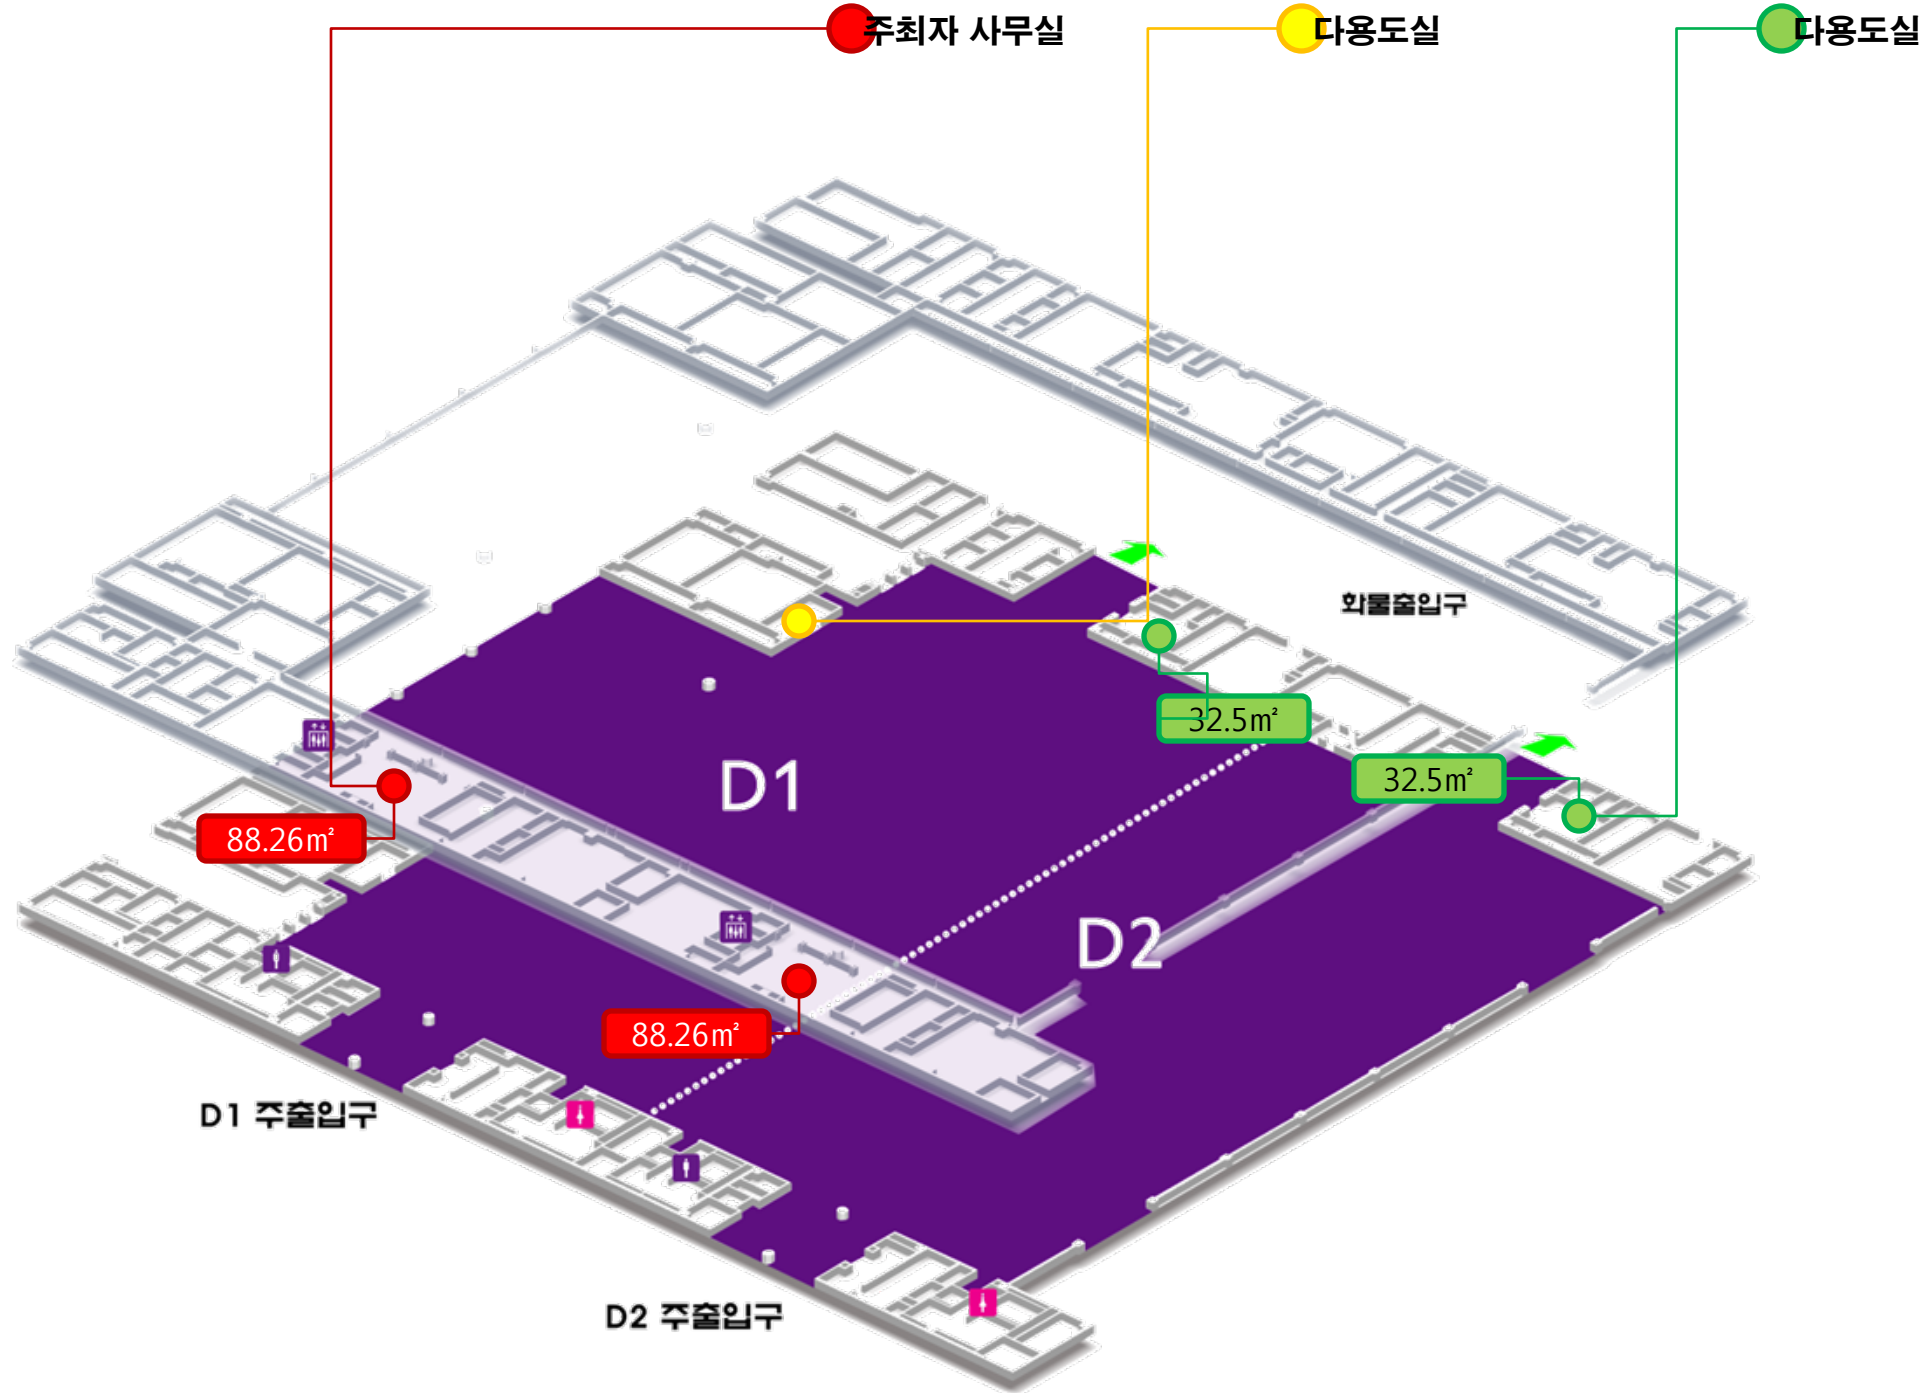 주최자 사무실
다용도실
다용도실
화물출입구
32.5㎡
32.5㎡
D1
88.26㎡
D2
88.26㎡
D1 주출입구
D2 주출입구